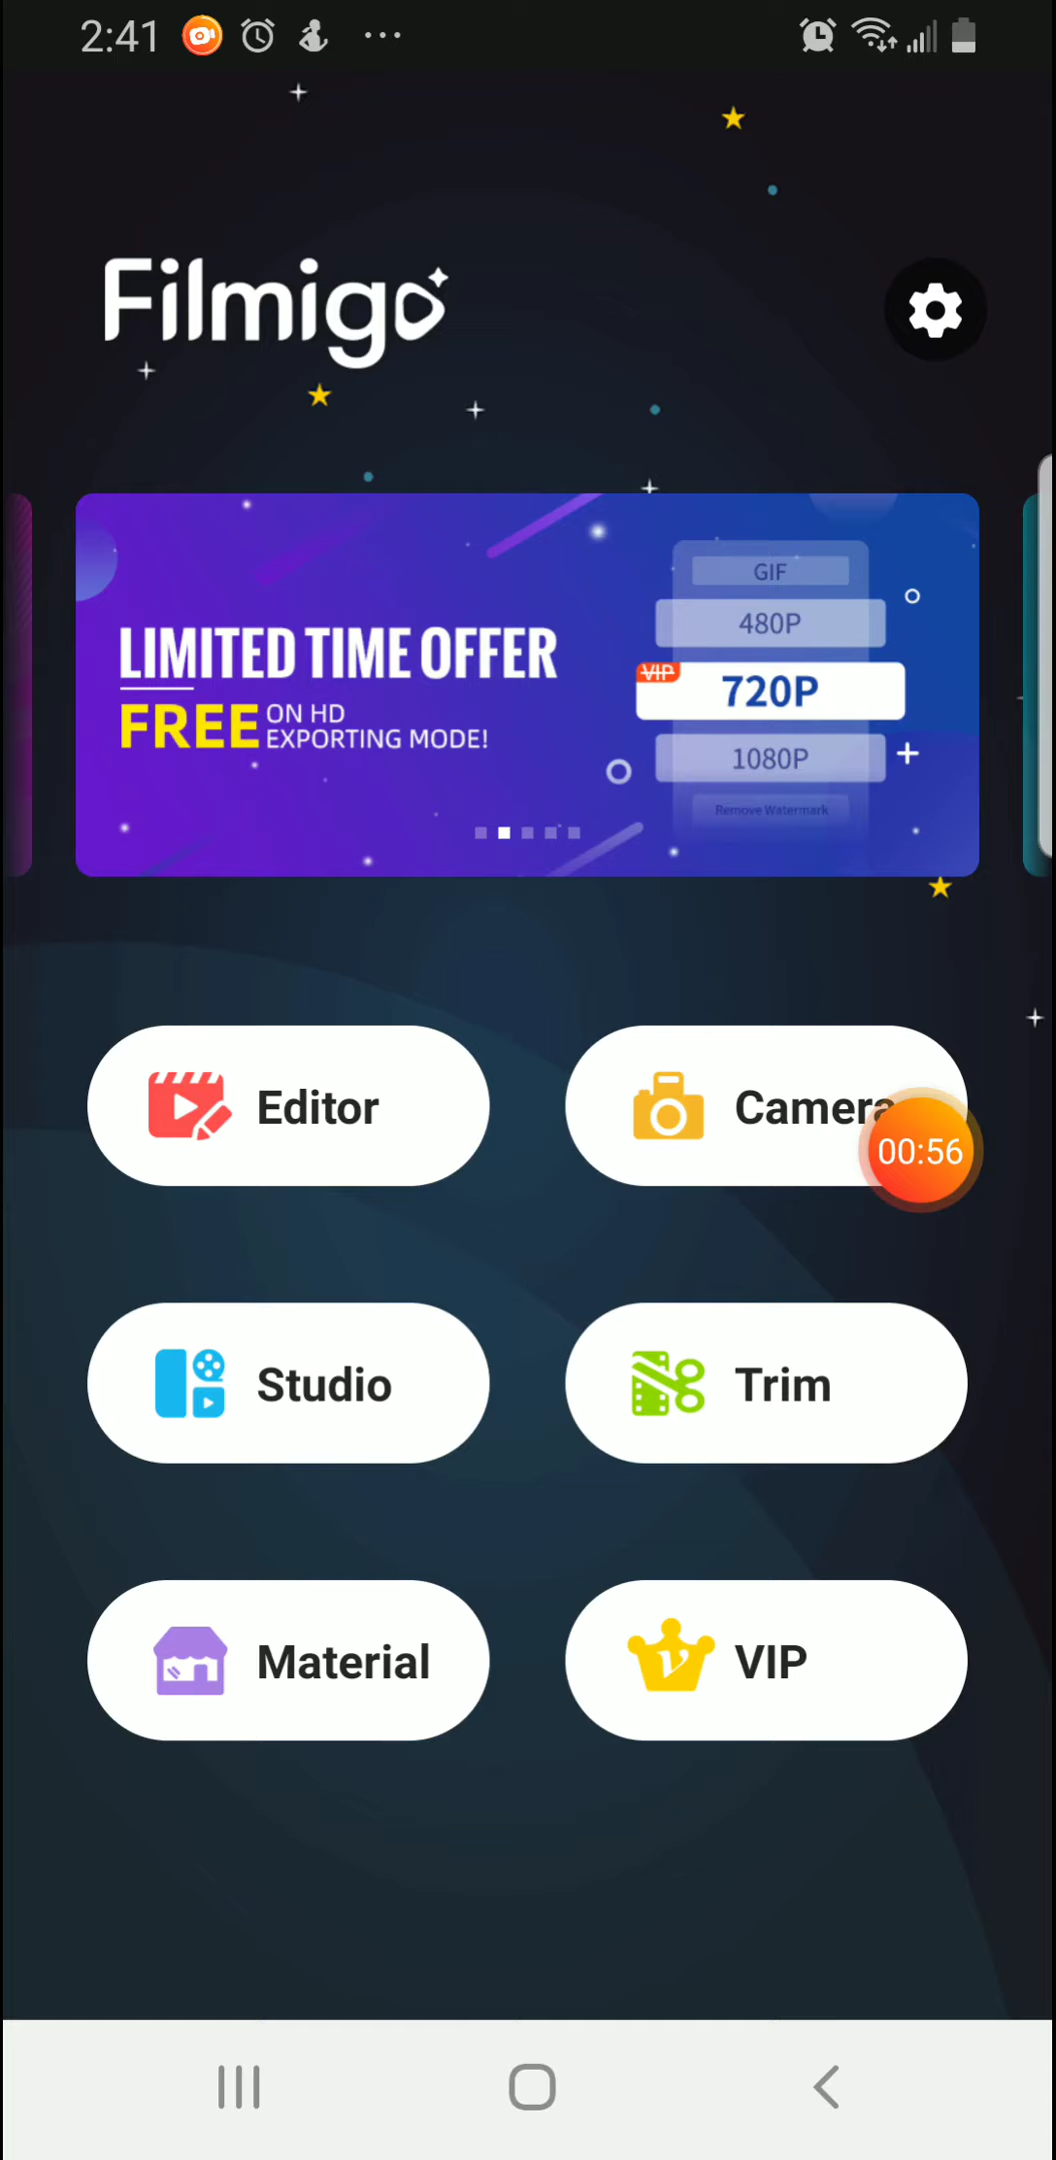 2:41
Filmigo
LIMITED TIME OFFER
FREE ON HD
EXPORTING MODE!
GIF
480P
VIP
720P
1080P
Remove Watermark
Editor
Camera
00:56
Studio
Trim
Material
VIP